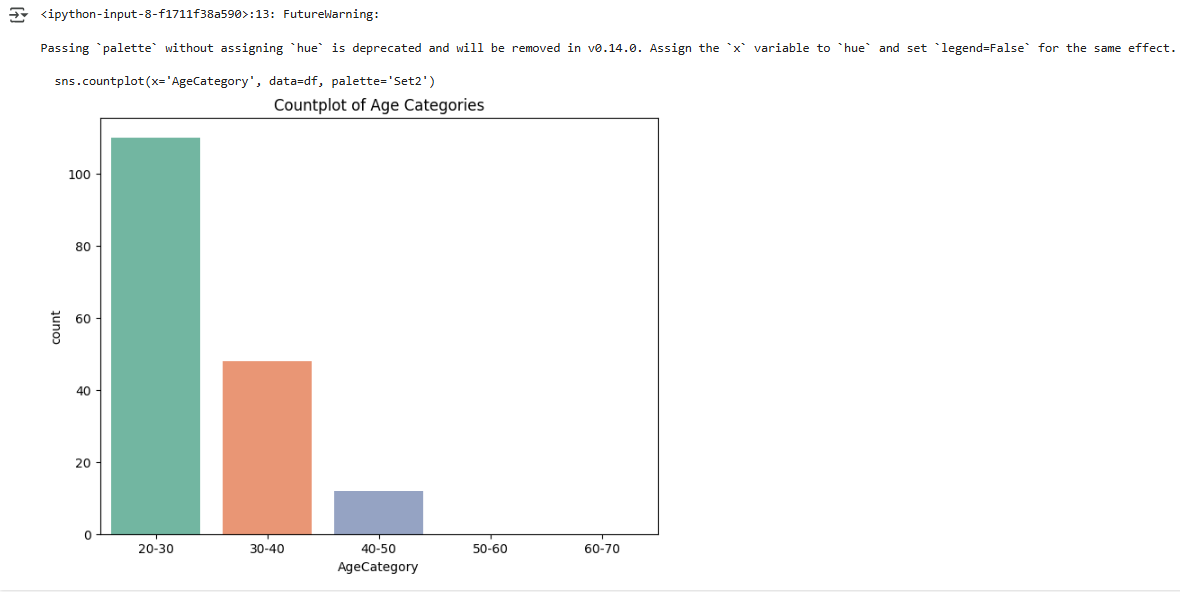 <ipython-input-8-f1711f38a590>:13: FutureWarning:
Passing `palette` without assigning `hue` is deprecated and will be removed in v0.14.0. Assign the `x` variable to `hue` and set `legend=False` for the same effect.
sns.countplot(x='AgeCategory', data=df, palette='Set2')
Countplot of Age Categories
100
80
60
40
20
0
count
20-30 30-40 40-50 50-60 60-70
AgeCategory